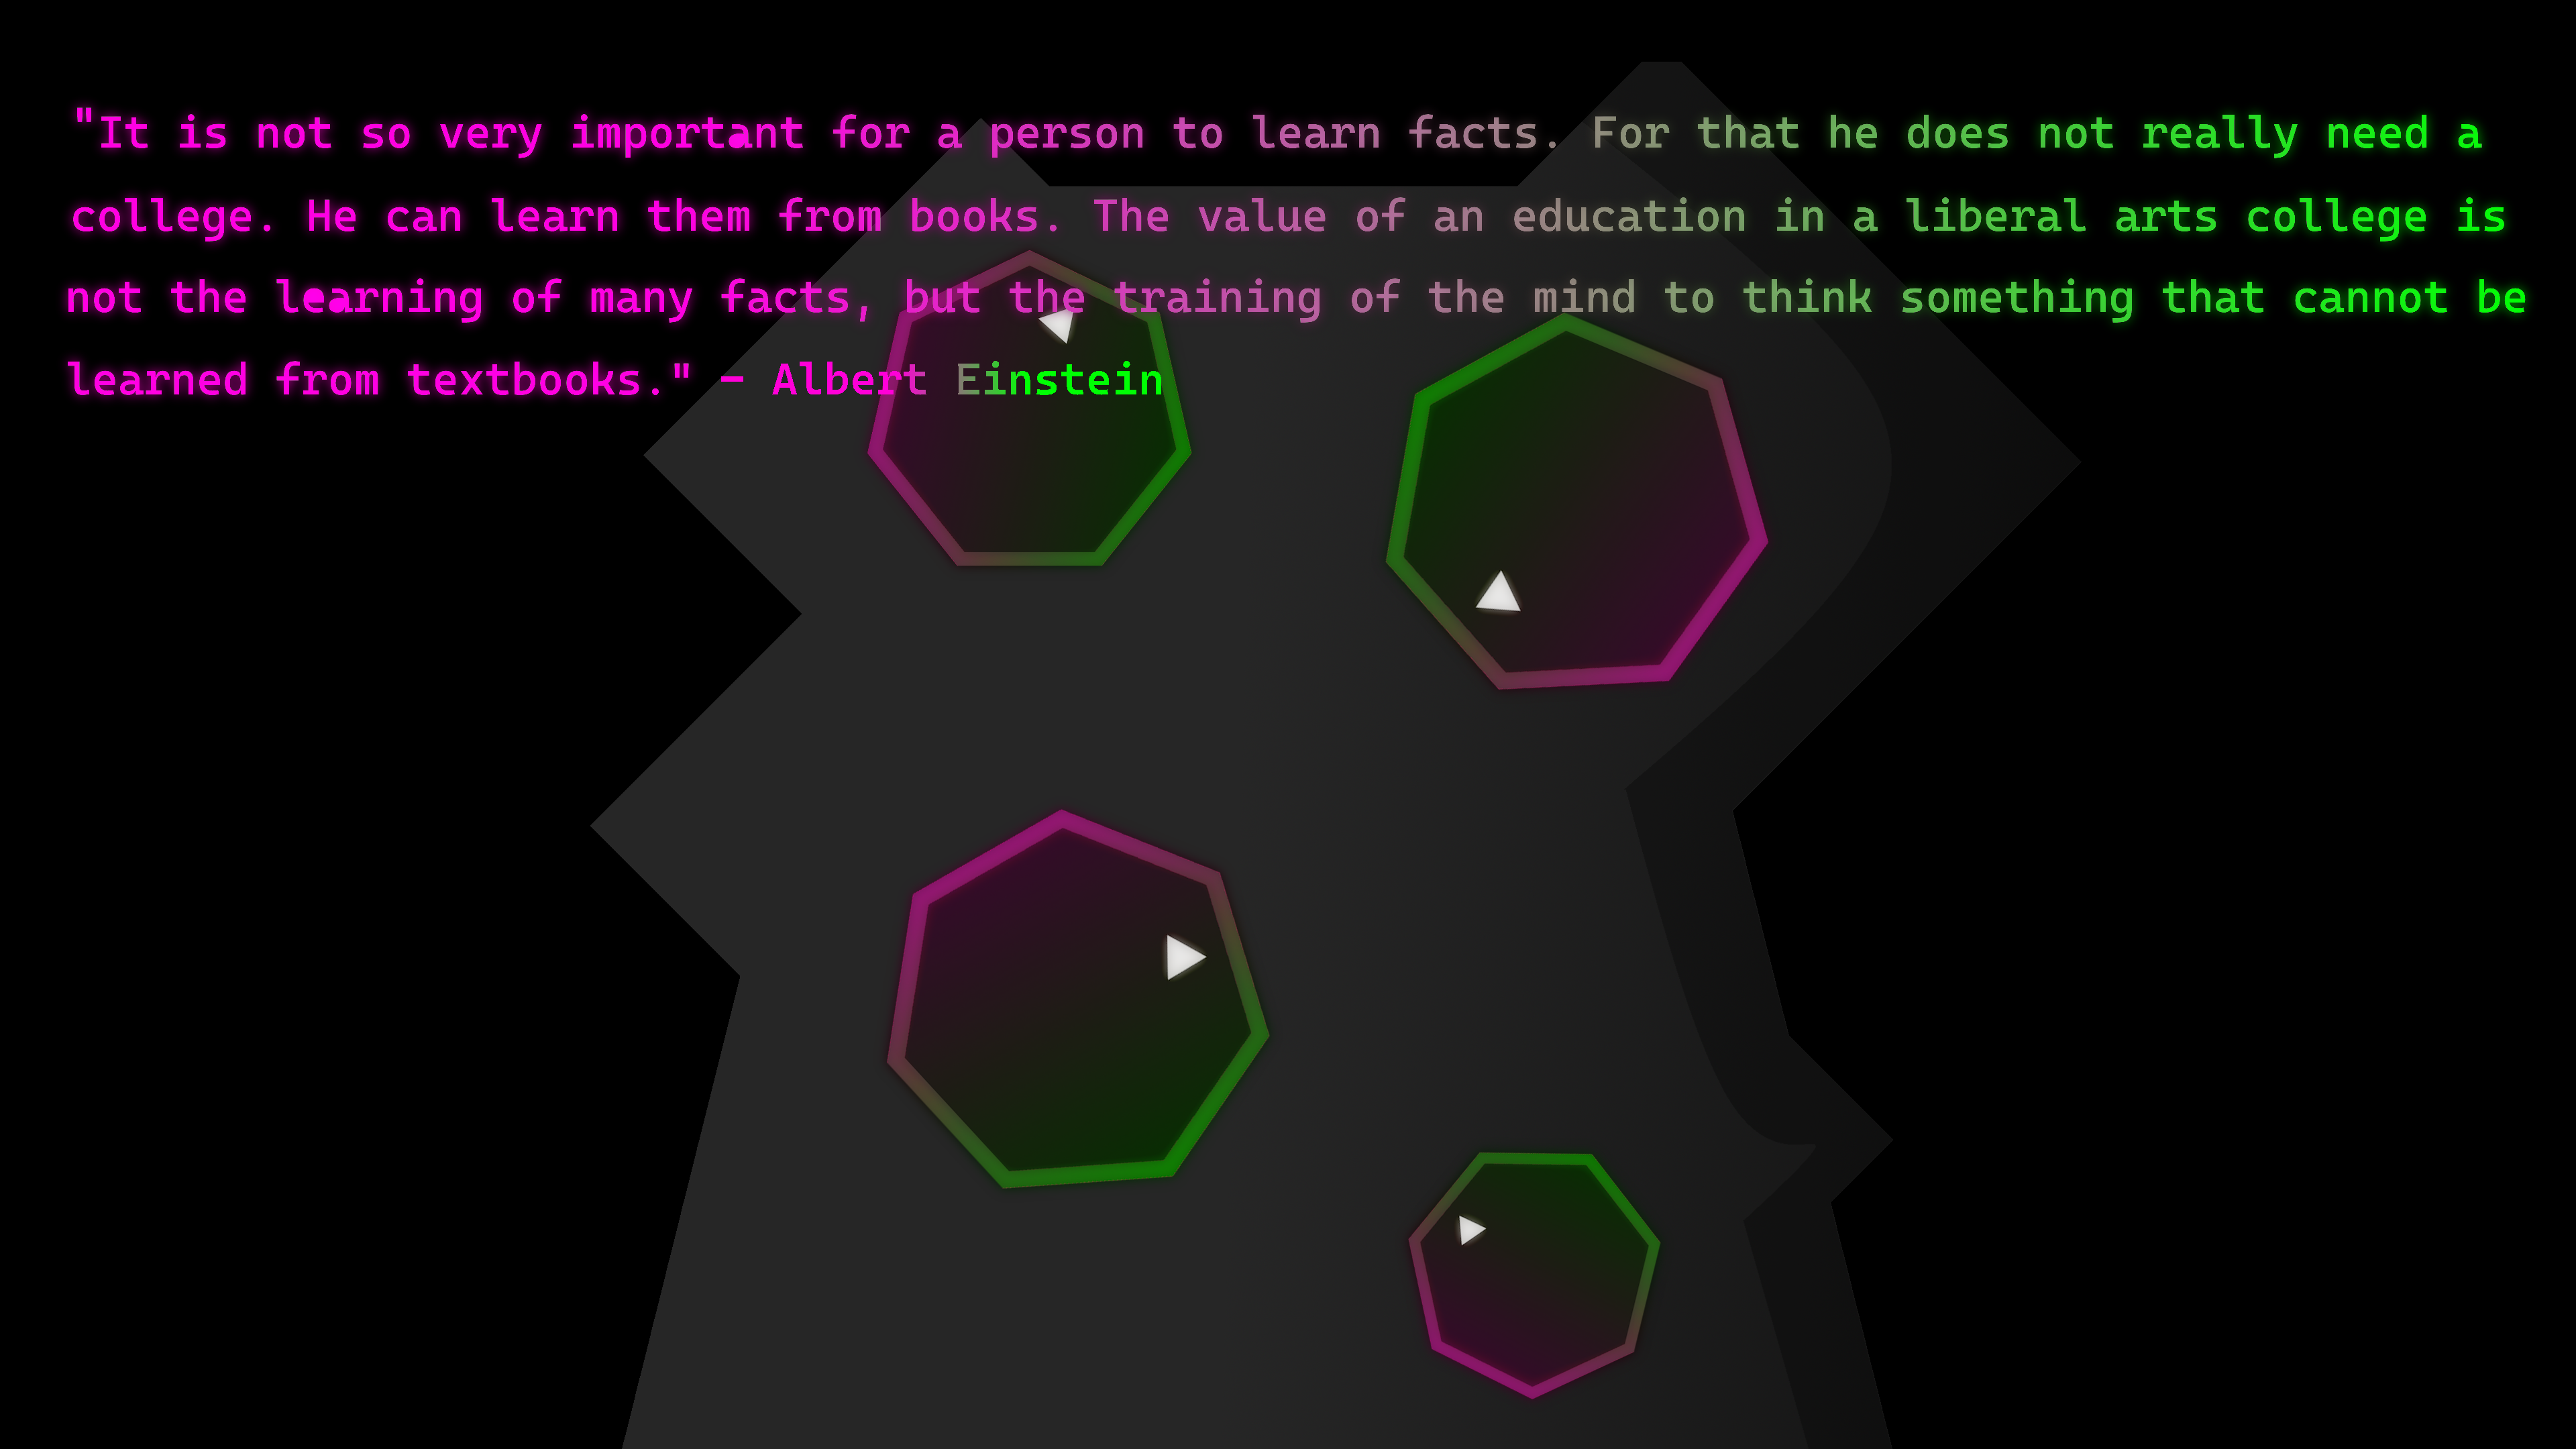 "It is not so very important for a person to learn facts. For that he does not really need a
college. He can learn them from books. The value of an education in a liberal arts college is
not the learning of many facts, but the training of the mind to think something that cannot be
learned from textbooks." — Albert Einstein